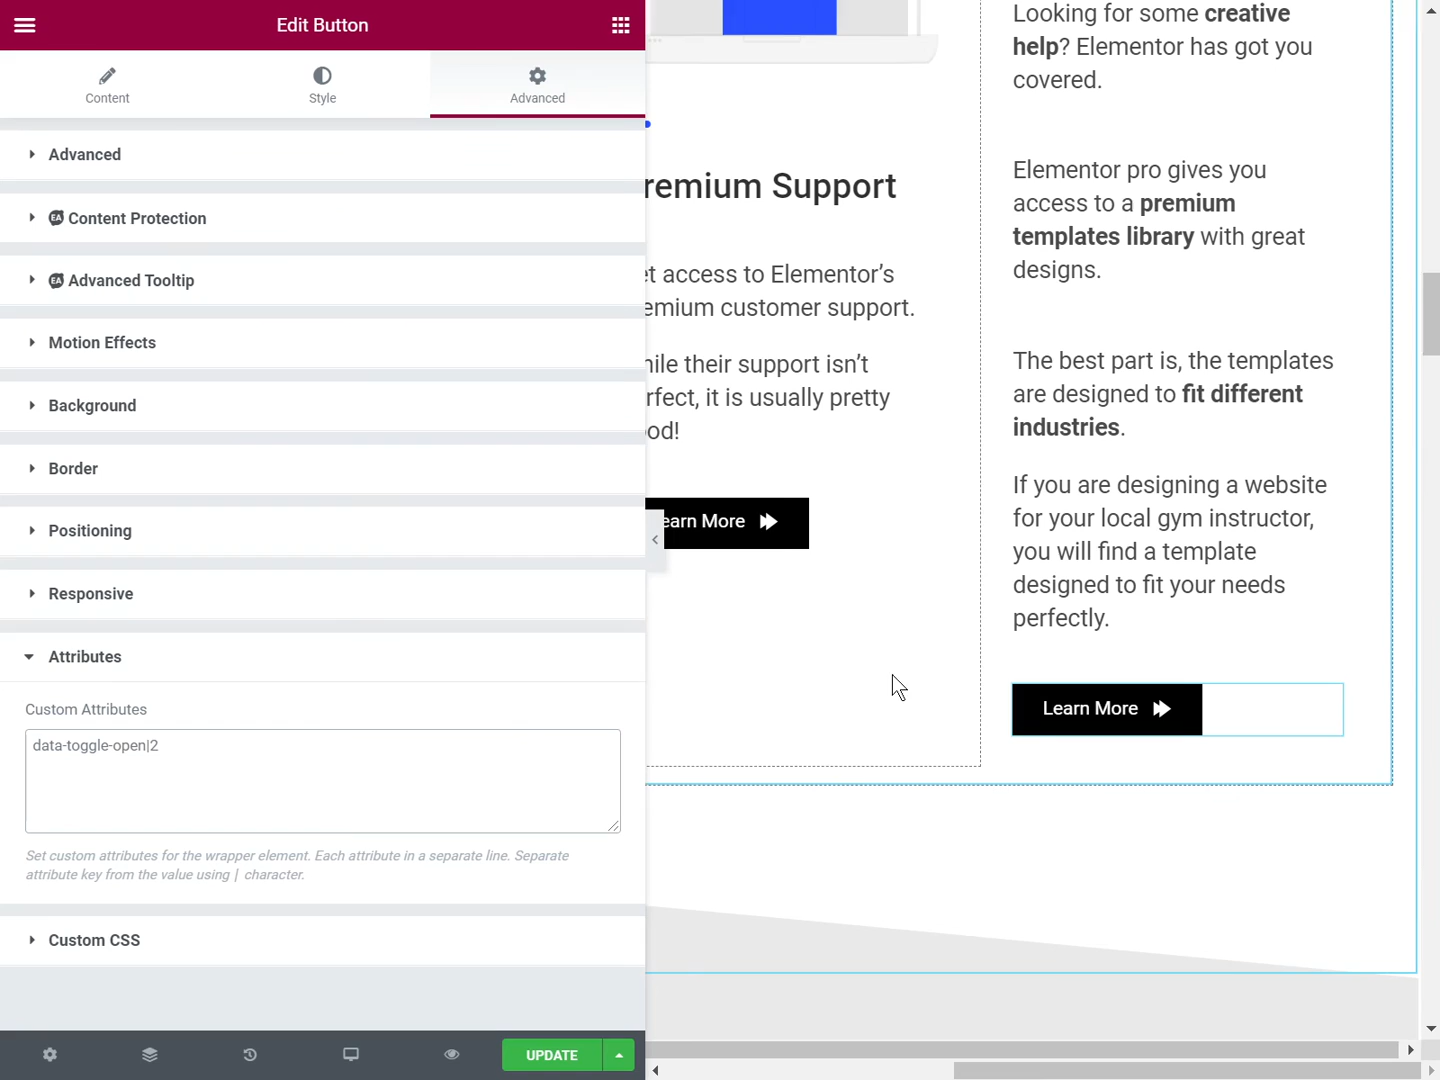 Edit Button
Content
Style
Advanced
Advanced
EA Content Protection
EA Advanced Tooltip
Motion Effects
Background
Border
Positioning
Responsive
Attributes
Custom Attributes
data-toggle-open|2
Set custom attributes for the wrapper element. Each attribute in a separate line. Separate
attribute key from the value using | character.
Custom CSS
UPDATE
remium Support
et access to Elementor’s
emium customer support.
hile their support isn’t
rfect, it is usually pretty
od!
earn More
Looking for some creative
help? Elementor has got you
covered.
Elementor pro gives you
access to a premium
templates library with great
designs.
The best part is, the templates
are designed to fit different
industries.
If you are designing a website
for your local gym instructor,
you will find a template
designed to fit your needs
perfectly.
Learn More